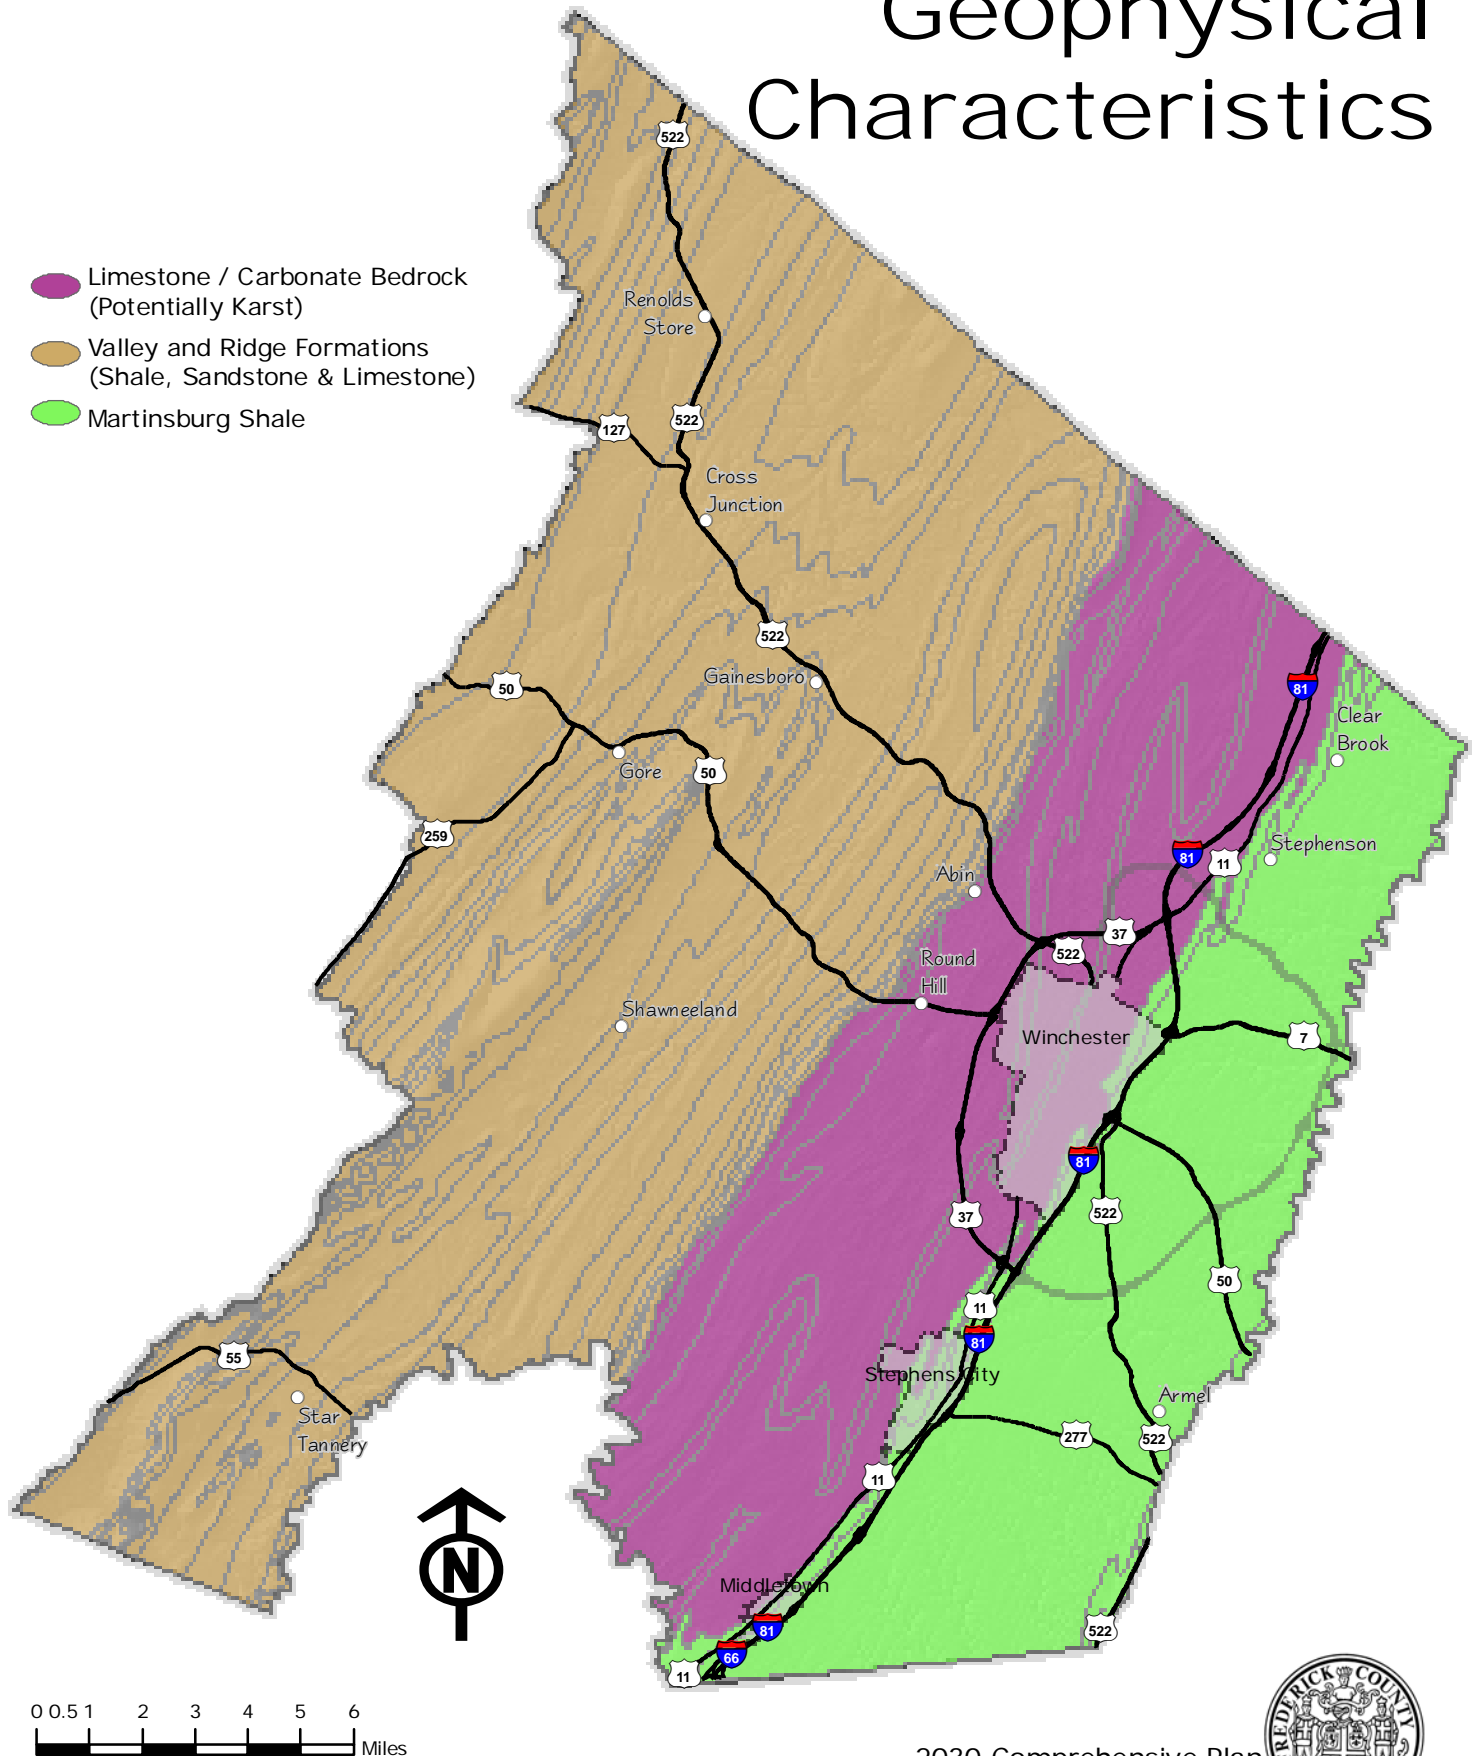 Geophysical
Characteristics
Limestone / Carbonate Bedrock
(Potentially Karst)
Valley and Ridge Formations
(Shale, Sandstone & Limestone)
Martinsburg Shale
522
Renolds
Store
127
522
Cross
Junction
522
Gainesboro
50
Gore
50
259
81
Clear
Brook
81
11
Stephenson
Abin
37
522
Round
Hill
Shawneeland
Winchester
7
81
37
522
50
11
81
Stephens City
55
Star
Tannery
Armel
277
522
11
Middletown
81
66
11
522
N
0 0.5 1 2 3 4 5 6
Miles
FREDERICK COUNTY
2030 Comprehensive Plan